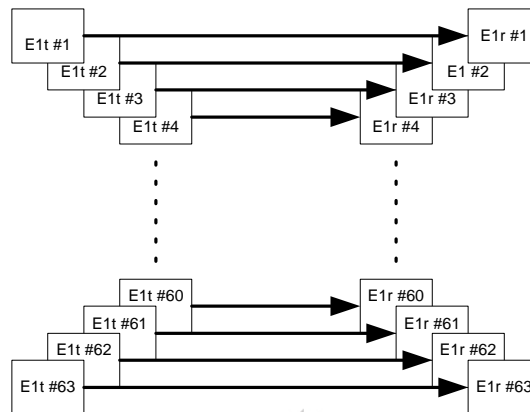 E1t #1
E1r #1
E1t #2
E1 #2
E1t #3
E1r #3
E1t #4
E1r #4
E1t #60
E1r #60
E1t #61
E1r #61
E1t #62
E1r #62
E1t #63
E1r #63